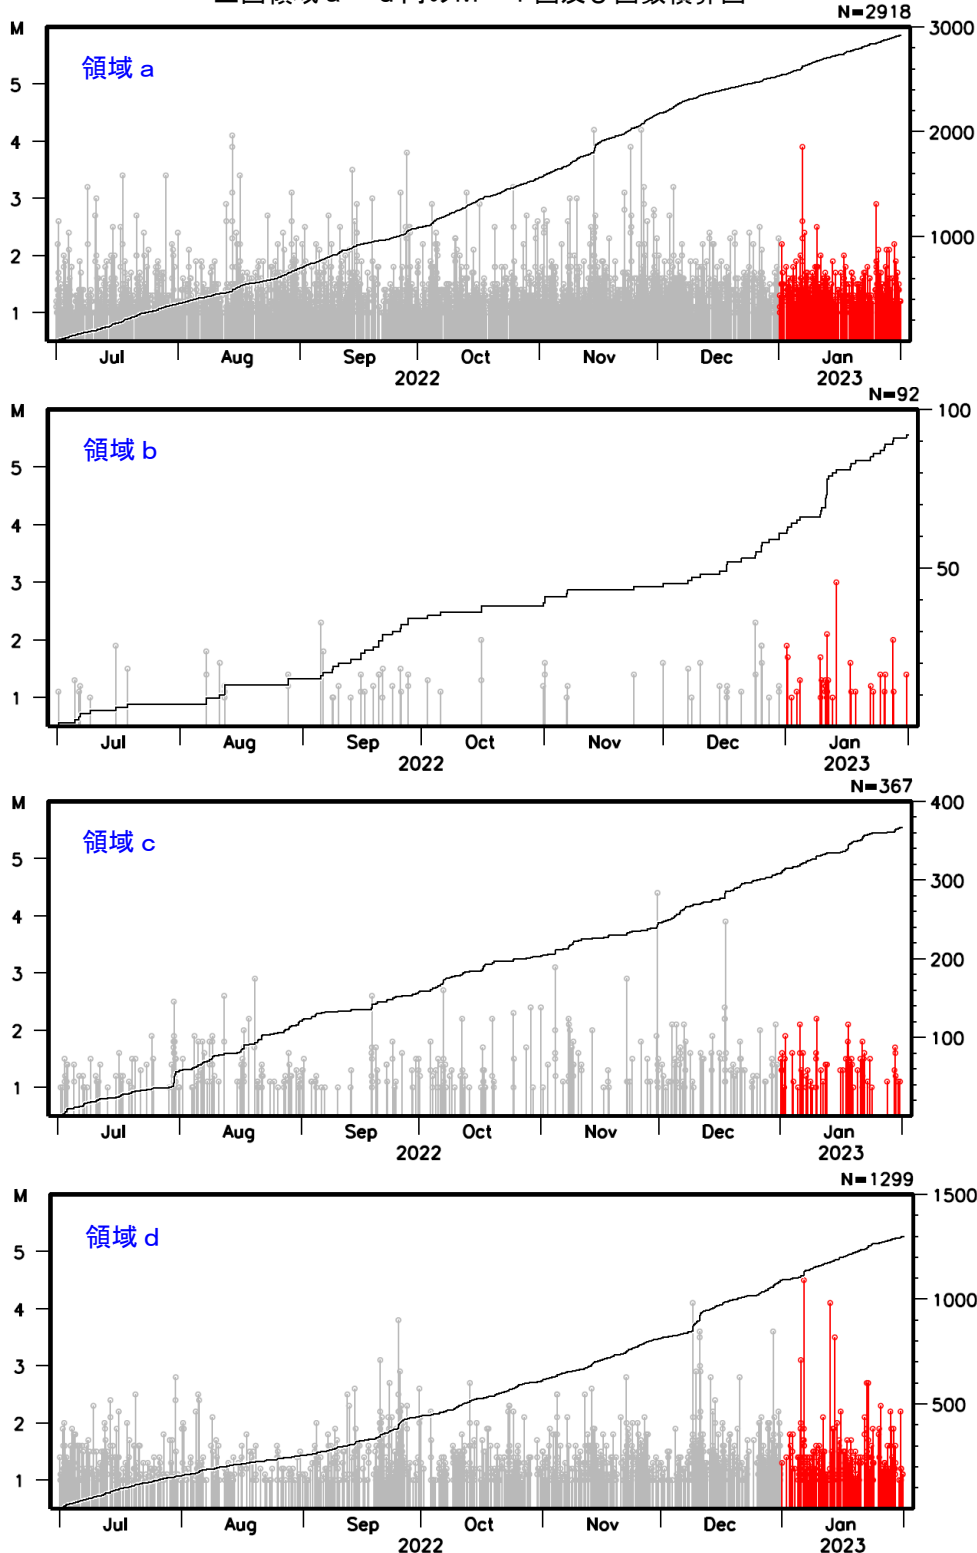 N=2918
M
3000
領域 a
5
4
2000
3
2
1000
1
Jul Aug Sep Oct Nov Dec Jan
2022 2023
N=92
M
100
領域 b
5
4
3
50
2
1
Jul Aug Sep Oct Nov Dec Jan
2022 2023
N=367
M
400
領域 c
5
300
4
3
200
2
100
1
Jul Aug Sep Oct Nov Dec Jan
2022 2023
N=1299
M
1500
領域 d
5
4
1000
3
500
2
1
Jul Aug Sep Oct Nov Dec Jan
2022 2023